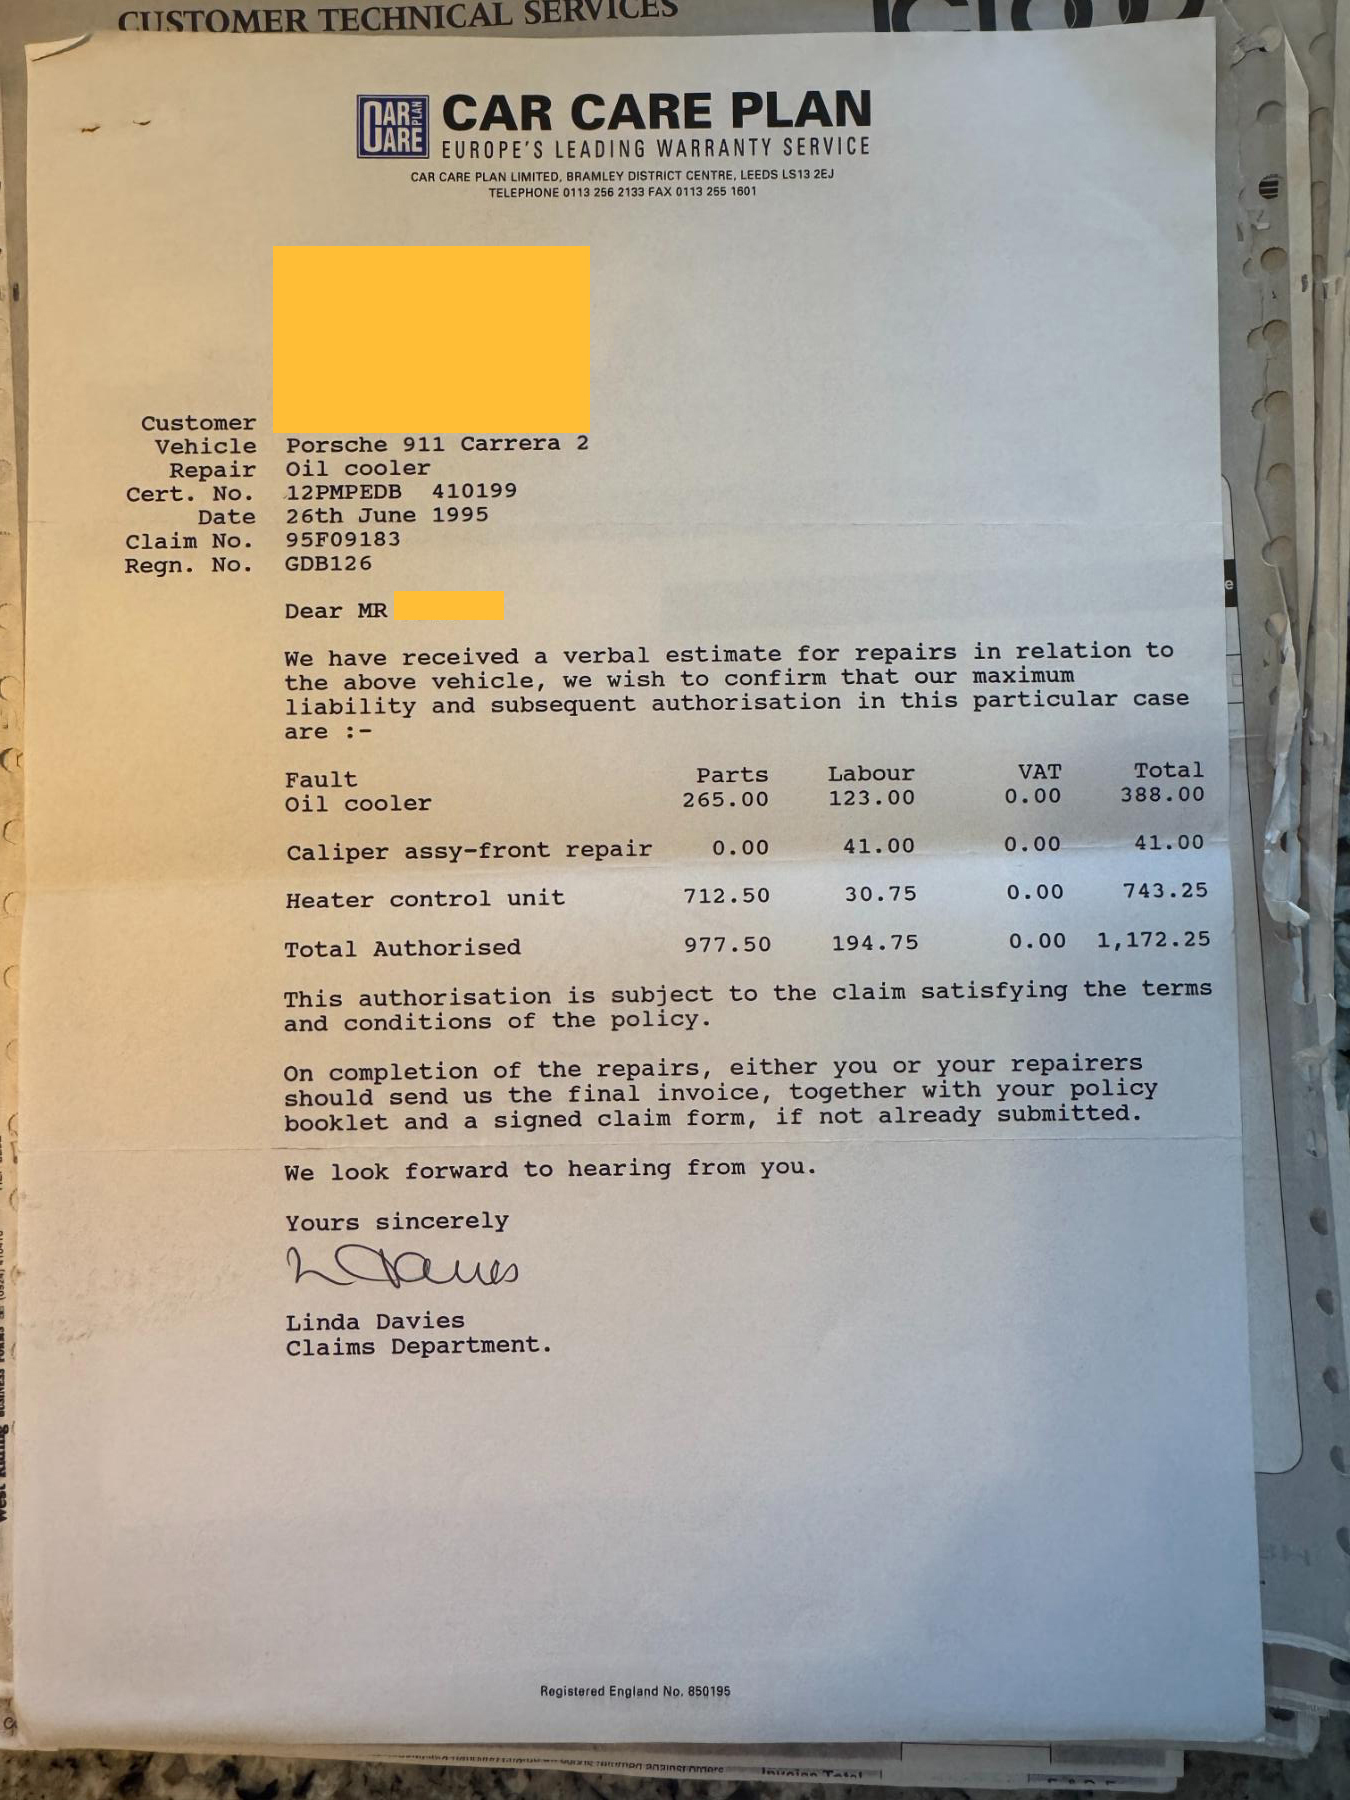 CUSTOMER TECHNICAL SERVICES
CAR CARE PLAN
CAR CARE PLAN
EUROPE'S LEADING WARRANTY SERVICE
CAR CARE PLAN LIMITED, BRAMLEY DISTRICT CENTRE, LEEDS LS13 2EJ
TELEPHONE 0113 256 2133 FAX 0113 255 1601
Customer
Vehicle Porsche 911 Carrera 2
Repair Oil cooler
Cert. No. 12PMPEDB 410199
Date 26th June 1995
Claim No. 95F09183
Regn. No. GDB126
Dear MR
We have received a verbal estimate for repairs in relation to
the above vehicle, we wish to confirm that our maximum
liability and subsequent authorisation in this particular case
are :-
Fault Parts Labour VAT Total
Oil cooler 265.00 123.00 0.00 388.00
Caliper assy-front repair 0.00 41.00 0.00 41.00
Heater control unit 712.50 30.75 0.00 743.25
Total Authorised 977.50 194.75 0.00 1,172.25
This authorisation is subject to the claim satisfying the terms
and conditions of the policy.
On completion of the repairs, either you or your repairers
should send us the final invoice, together with your policy
booklet and a signed claim form, if not already submitted.
We look forward to hearing from you.
Yours sincerely
L Davies
Linda Davies
Claims Department.
Registered England No. 850195
Invoice Total